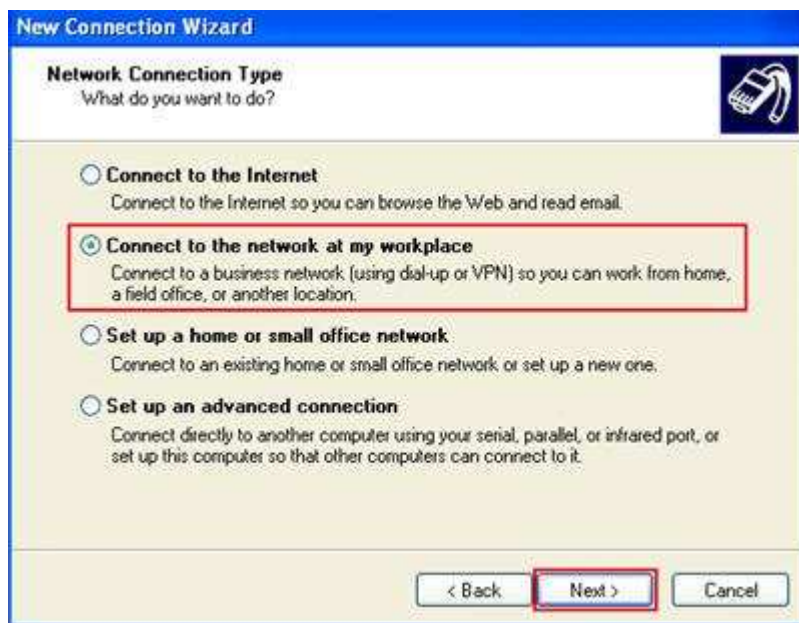 New Connection Wizard
Network Connection Type
What do you want to do?
Connect to the Internet
Connect to the Internet so you can browse the Web and read email.
Connect to the network at my workplace
Connect to a business network (using dial-up or VPN) so you can work from home,
a field office, or another location.
Set up a home or small office network
Connect to an existing home or small office network or set up a new one.
Set up an advanced connection
Connect directly to another computer using your serial, parallel, or infrared port, or
set up this computer so that other computers can connect to it.
< Back
Next >
Cancel